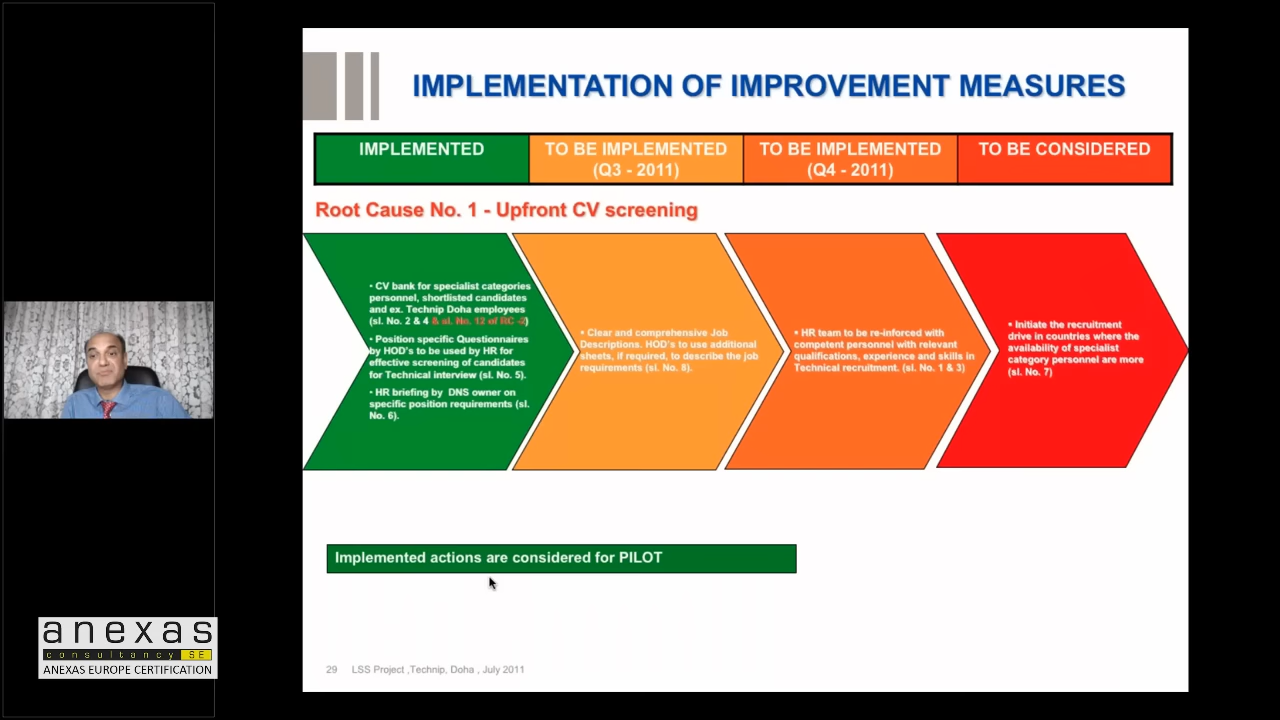 IMPLEMENTATION OF IMPROVEMENT MEASURES
IMPLEMENTED
TO BE IMPLEMENTED
(Q3 - 2011)
TO BE IMPLEMENTED
(Q4 - 2011)
TO BE CONSIDERED
Root Cause No. 1 - Upfront CV screening
• CV bank for specialist categories
personnel, shortlisted candidates
and ex. Technip Doha employees
(sl. No. 2 & 4 & sl. No. 12 of RC -2)
• Position specific Questionnaires
by HOD's to be used by HR for
effective screening of candidates
for Technical interview (sl. No. 5).
• HR briefing by DNS owner on
specific position requirements (sl.
No. 6).
• Clear and comprehensive Job
Descriptions. HOD's to use additional
sheets, if required, to describe the job
requirements (sl. No. 8).
• HR team to be re-inforced with
competent personnel with relevant
qualifications, experience and skills in
Technical recruitment. (sl. No. 1 & 3)
• Initiate the recruitment
drive in countries where the
availability of specialist
category personnel are more
(sl. No. 7)
Implemented actions are considered for PILOT
29 LSS Project ,Technip, Doha , July 2011
anexas
consultancy SE
ANEXAS EUROPE CERTIFICATION